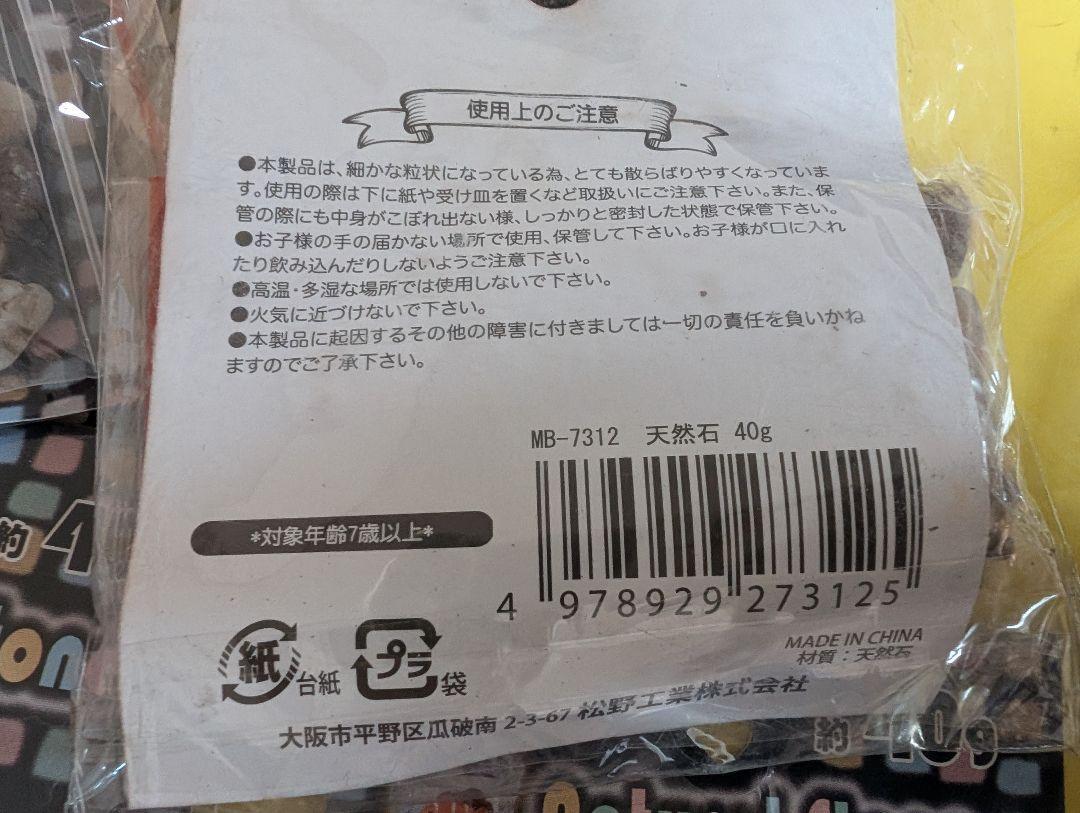 使用上のご注意
●本製品は、細かな粒状になっている為、とても散らばりやすくなっていま
す。使用の際は下に紙や受け皿を置くなど取扱いにご注意下さい。また、保
管の際にも中身がこぼれ出ない様、しっかりと密封した状態で保管下さい。
●お子様の手の届かない場所で使用、保管して下さい。お子様が口に入れ
たり飲み込んだりしないようご注意下さい。
●高温・多湿な場所では使用しないで下さい。
●火気に近づけないで下さい。
●本製品に起因するその他の障害に付きましては一切の責任を負いかね
ますのでご了承下さい。
MB-7312 天然石 40g
*対象年齢7歳以上*
4 978929 273125
紙 台紙 プラ 袋
MADE IN CHINA
材質：天然石
大阪市平野区瓜破南 2-3-67 松野工業株式会社
約 4
約 40g